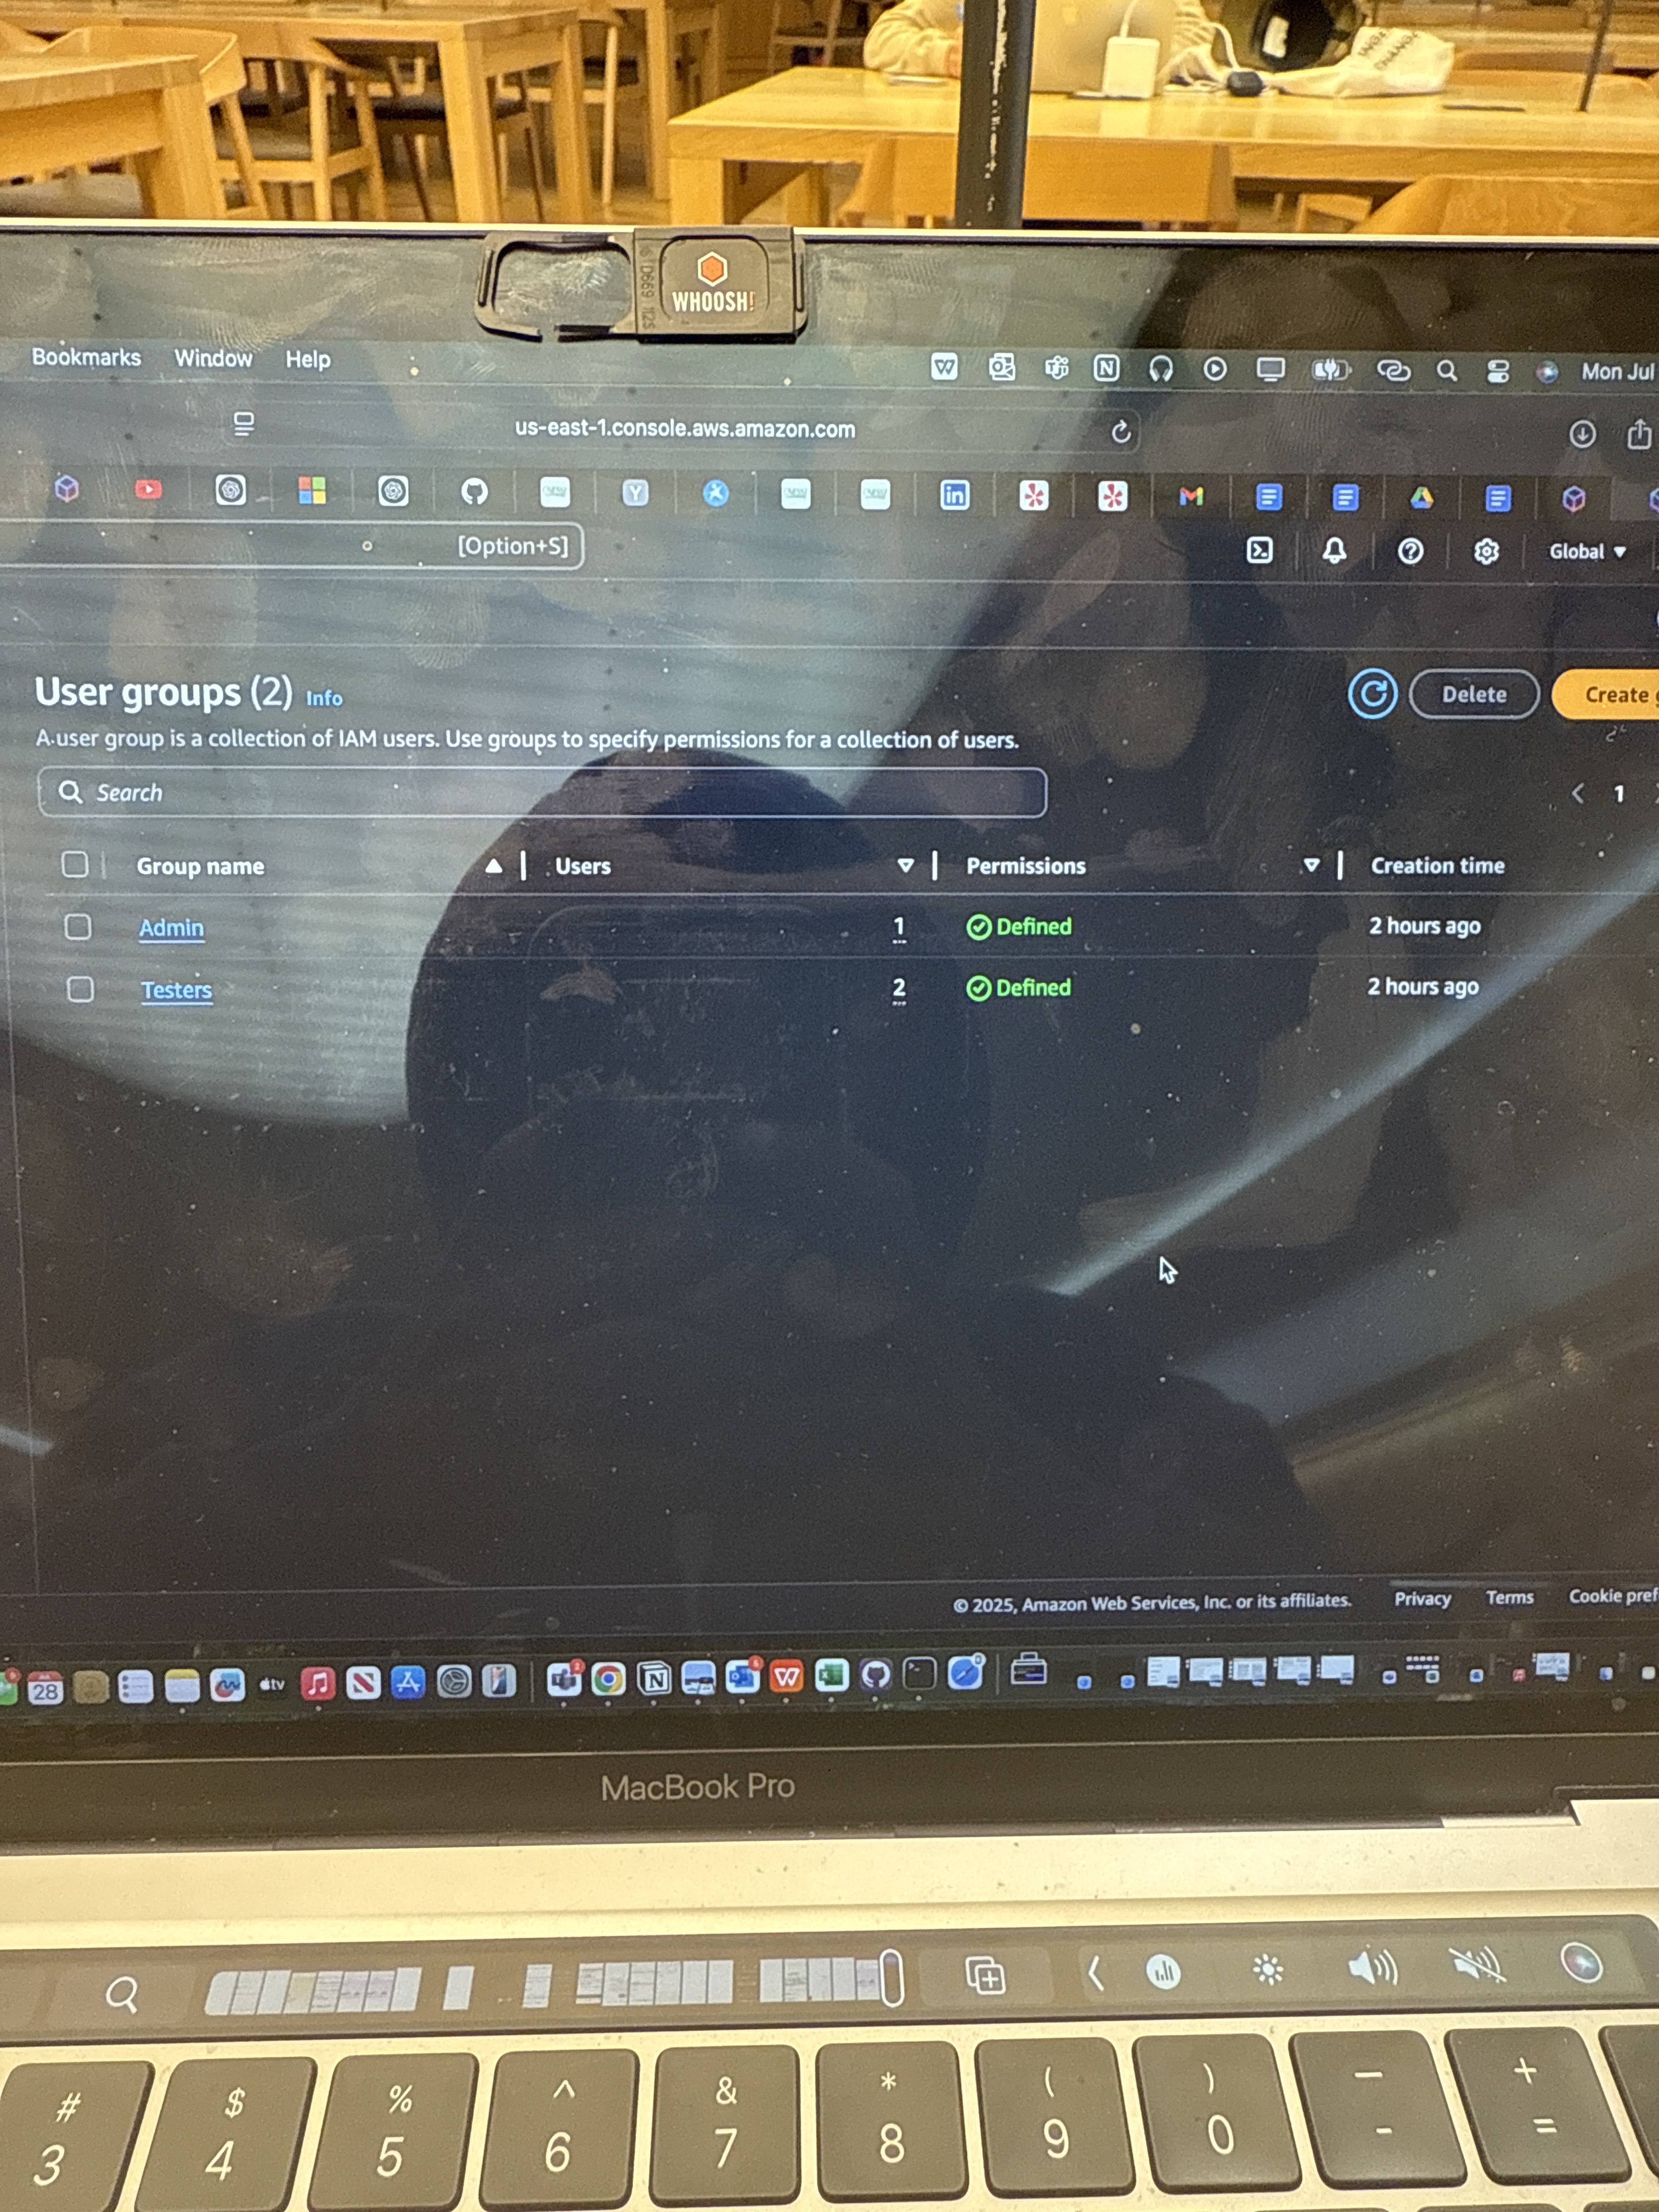 WHOOSH!
Bookmarks Window Help
Mon Jul
us-east-1.console.aws.amazon.com
[Option+S]
Global
User groups (2) Info
Delete
Create
A user group is a collection of IAM users. Use groups to specify permissions for a collection of users.
Search
1
Group name Users Permissions Creation time
Admin 1 Defined 2 hours ago
Testers 2 Defined 2 hours ago
© 2025, Amazon Web Services, Inc. or its affiliates. Privacy Terms Cookie pref
28
tv
MacBook Pro
# $ % ^ & * ( ) — +
3 4 5 6 7 8 9 0 - =